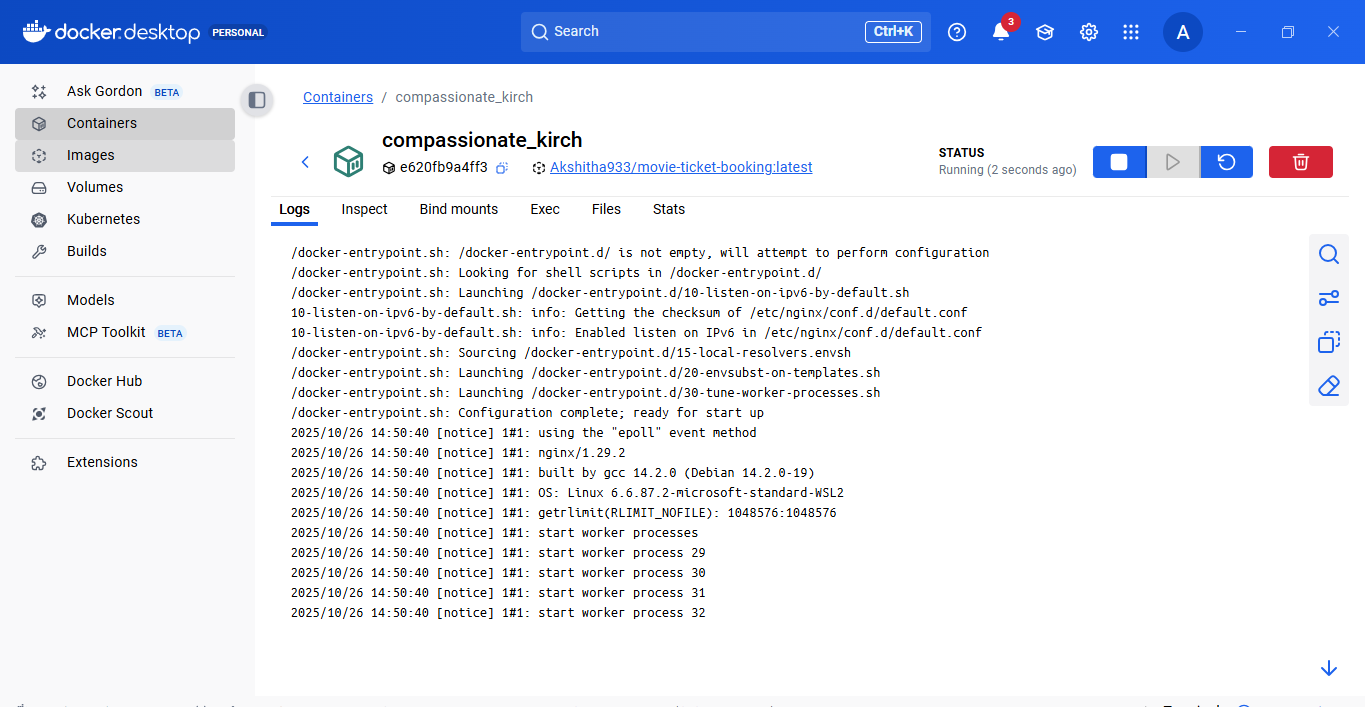 docker.desktop PERSONAL
Search
Ctrl+K
3
A
Ask Gordon BETA
Containers
Images
Volumes
Kubernetes
Builds
Models
MCP Toolkit BETA
Docker Hub
Docker Scout
Extensions
Containers / compassionate_kirch
compassionate_kirch
e620fb9a4ff3
Akshitha933/movie-ticket-booking:latest
STATUS
Running (2 seconds ago)
Logs Inspect Bind mounts Exec Files Stats
/docker-entrypoint.sh: /docker-entrypoint.d/ is not empty, will attempt to perform configuration
/docker-entrypoint.sh: Looking for shell scripts in /docker-entrypoint.d/
/docker-entrypoint.sh: Launching /docker-entrypoint.d/10-listen-on-ipv6-by-default.sh
10-listen-on-ipv6-by-default.sh: info: Getting the checksum of /etc/nginx/conf.d/default.conf
10-listen-on-ipv6-by-default.sh: info: Enabled listen on IPv6 in /etc/nginx/conf.d/default.conf
/docker-entrypoint.sh: Sourcing /docker-entrypoint.d/15-local-resolvers.envsh
/docker-entrypoint.sh: Launching /docker-entrypoint.d/20-envsubst-on-templates.sh
/docker-entrypoint.sh: Launching /docker-entrypoint.d/30-tune-worker-processes.sh
/docker-entrypoint.sh: Configuration complete; ready for start up
2025/10/26 14:50:40 [notice] 1#1: using the "epoll" event method
2025/10/26 14:50:40 [notice] 1#1: nginx/1.29.2
2025/10/26 14:50:40 [notice] 1#1: built by gcc 14.2.0 (Debian 14.2.0-19)
2025/10/26 14:50:40 [notice] 1#1: OS: Linux 6.6.87.2-microsoft-standard-WSL2
2025/10/26 14:50:40 [notice] 1#1: getrlimit(RLIMIT_NOFILE): 1048576:1048576
2025/10/26 14:50:40 [notice] 1#1: start worker processes
2025/10/26 14:50:40 [notice] 1#1: start worker process 29
2025/10/26 14:50:40 [notice] 1#1: start worker process 30
2025/10/26 14:50:40 [notice] 1#1: start worker process 31
2025/10/26 14:50:40 [notice] 1#1: start worker process 32